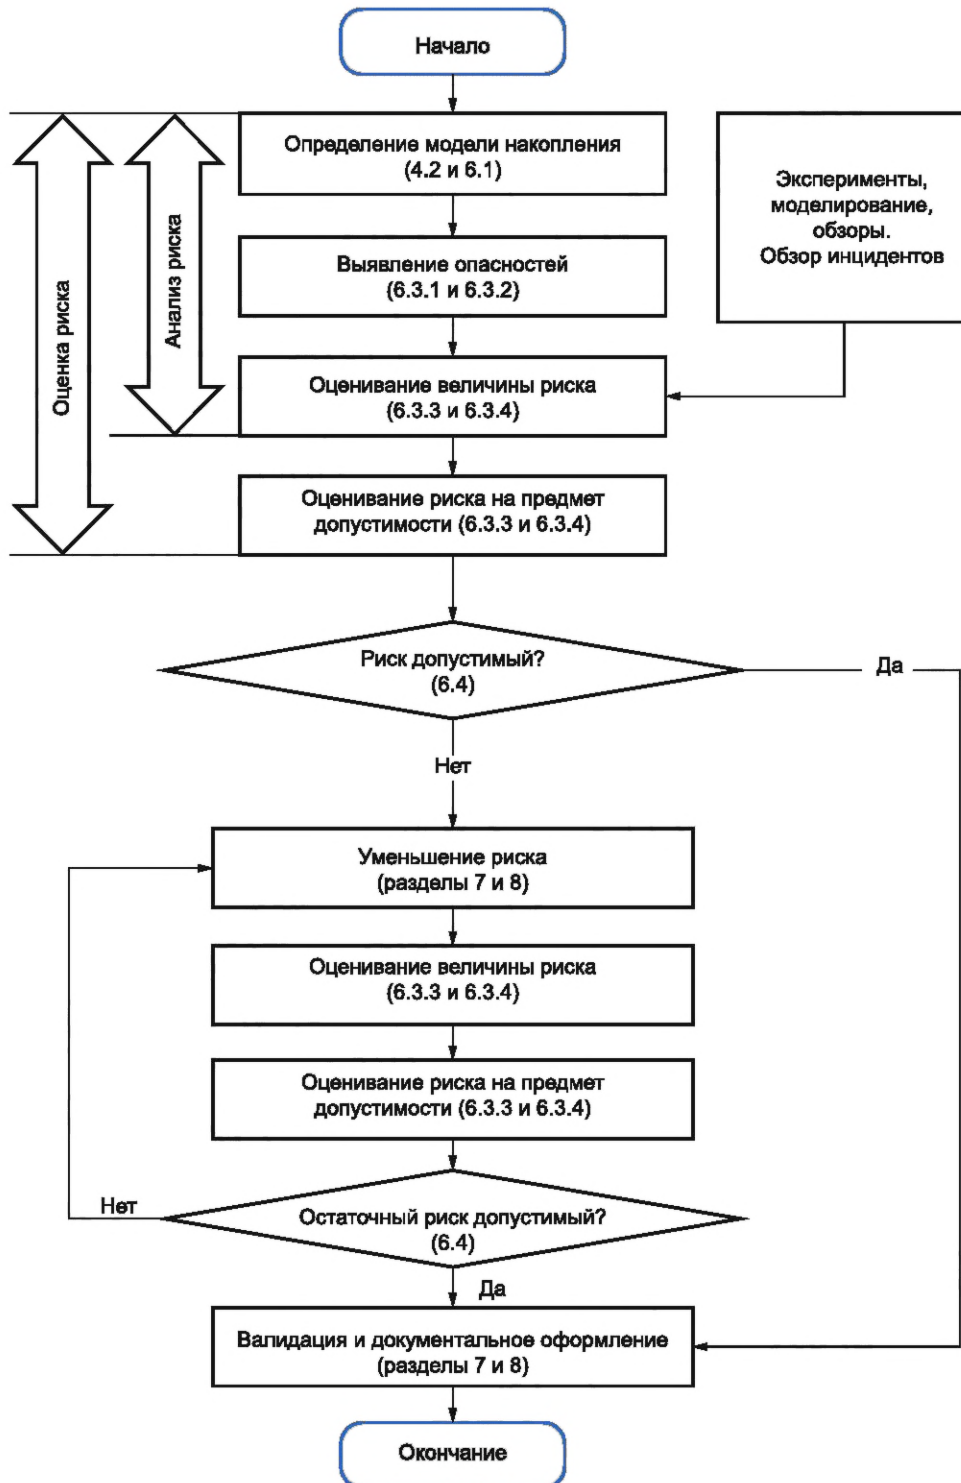 Начало
Определение модели накопления
(4.2 и 6.1)
Эксперименты,
моделирование,
обзоры.
Обзор инцидентов
Выявление опасностей
(6.3.1 и 6.3.2)
Оценка риска
Анализ риска
Оценивание величины риска
(6.3.3 и 6.3.4)
Оценивание риска на предмет
допустимости (6.3.3 и 6.3.4)
Риск допустимый?
(6.4)
Да
Нет
Уменьшение риска
(разделы 7 и 8)
Оценивание величины риска
(6.3.3 и 6.3.4)
Оценивание риска на предмет
допустимости (6.3.3 и 6.3.4)
Нет
Остаточный риск допустимый?
(6.4)
Да
Валидация и документальное оформление
(разделы 7 и 8)
Окончание